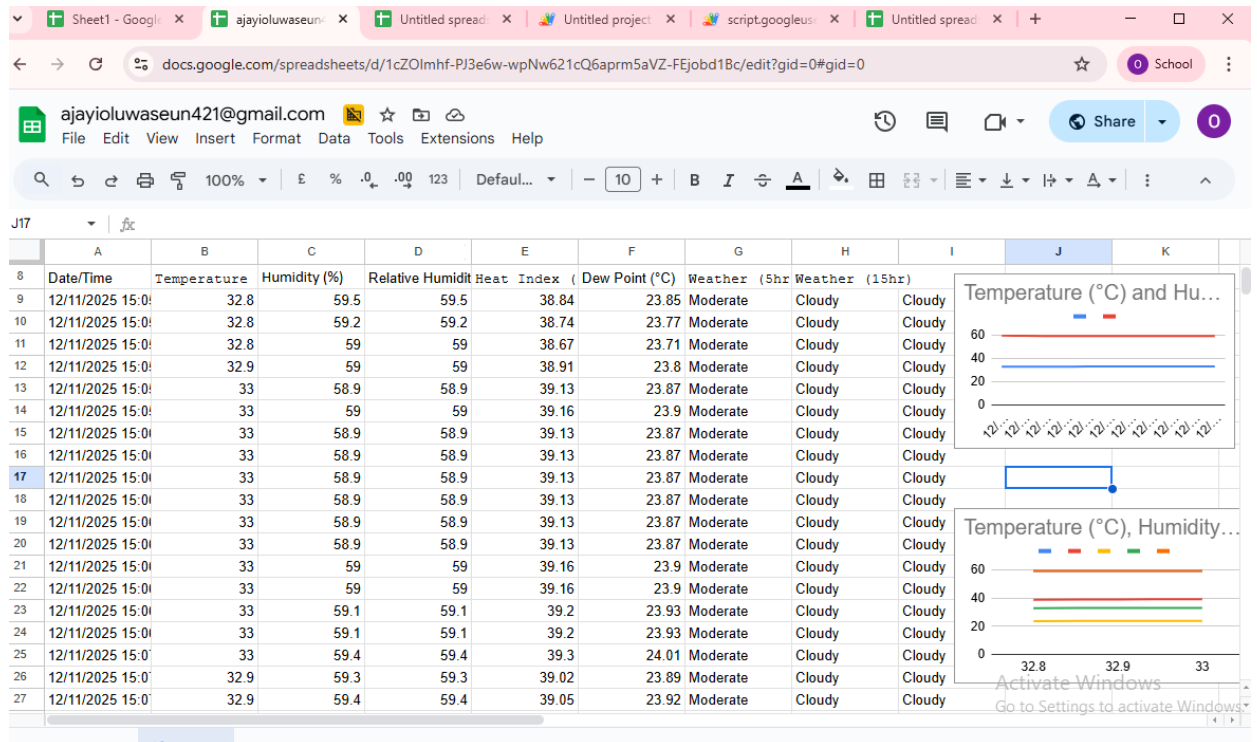 Sheet1 - Googl
ajayioluwaseun
Untitled spread
Untitled project
script.googleus
Untitled spread
docs.google.com/spreadsheets/d/1cZOlmhf-PJ3e6w-wpNw621cQ6aprm5aVZ-FEjobd1Bc/edit?gid=0#gid=0
O School
ajayioluwaseun421@gmail.com
Share
O
File Edit View Insert Format Data Tools Extensions Help
100% £ % .0 .00 123 Defaul... − 10 + B I A
J17 fx
A B C D E F G H I J K
8 Date/Time Temperature Humidity (%) Relative Humidit Heat Index ( Dew Point (°C) Weather (5hr Weather (15hr)
9 12/11/2025 15:0 32.8 59.5 59.5 38.84 23.85 Moderate Cloudy Cloudy
10 12/11/2025 15:0 32.8 59.2 59.2 38.74 23.77 Moderate Cloudy Cloudy
11 12/11/2025 15:0 32.8 59 59 38.67 23.71 Moderate Cloudy Cloudy
12 12/11/2025 15:0 32.9 59 59 38.91 23.8 Moderate Cloudy Cloudy
13 12/11/2025 15:0 33 58.9 58.9 39.13 23.87 Moderate Cloudy Cloudy
14 12/11/2025 15:0 33 59 59 39.16 23.9 Moderate Cloudy Cloudy
15 12/11/2025 15:0 33 58.9 58.9 39.13 23.87 Moderate Cloudy Cloudy
16 12/11/2025 15:0 33 58.9 58.9 39.13 23.87 Moderate Cloudy Cloudy
17 12/11/2025 15:0 33 58.9 58.9 39.13 23.87 Moderate Cloudy Cloudy
18 12/11/2025 15:0 33 58.9 58.9 39.13 23.87 Moderate Cloudy Cloudy
19 12/11/2025 15:0 33 58.9 58.9 39.13 23.87 Moderate Cloudy Cloudy
20 12/11/2025 15:0 33 58.9 58.9 39.13 23.87 Moderate Cloudy Cloudy
21 12/11/2025 15:0 33 59 59 39.16 23.9 Moderate Cloudy Cloudy
22 12/11/2025 15:0 33 59 59 39.16 23.9 Moderate Cloudy Cloudy
23 12/11/2025 15:0 33 59.1 59.1 39.2 23.93 Moderate Cloudy Cloudy
24 12/11/2025 15:0 33 59.1 59.1 39.2 23.93 Moderate Cloudy Cloudy
25 12/11/2025 15:0 33 59.4 59.4 39.3 24.01 Moderate Cloudy Cloudy
26 12/11/2025 15:0 32.9 59.3 59.3 39.02 23.89 Moderate Cloudy Cloudy
27 12/11/2025 15:0 32.9 59.4 59.4 39.05 23.92 Moderate Cloudy Cloudy
Temperature (°C) and Hu...
60
40
20
0
12/... 12/... 12/... 12/... 12/... 12/... 12/... 12/... 12/... 12/... 12/...
Temperature (°C), Humidity...
60
40
20
0
32.8 32.9 33
Activate Windows
Go to Settings to activate Windows.